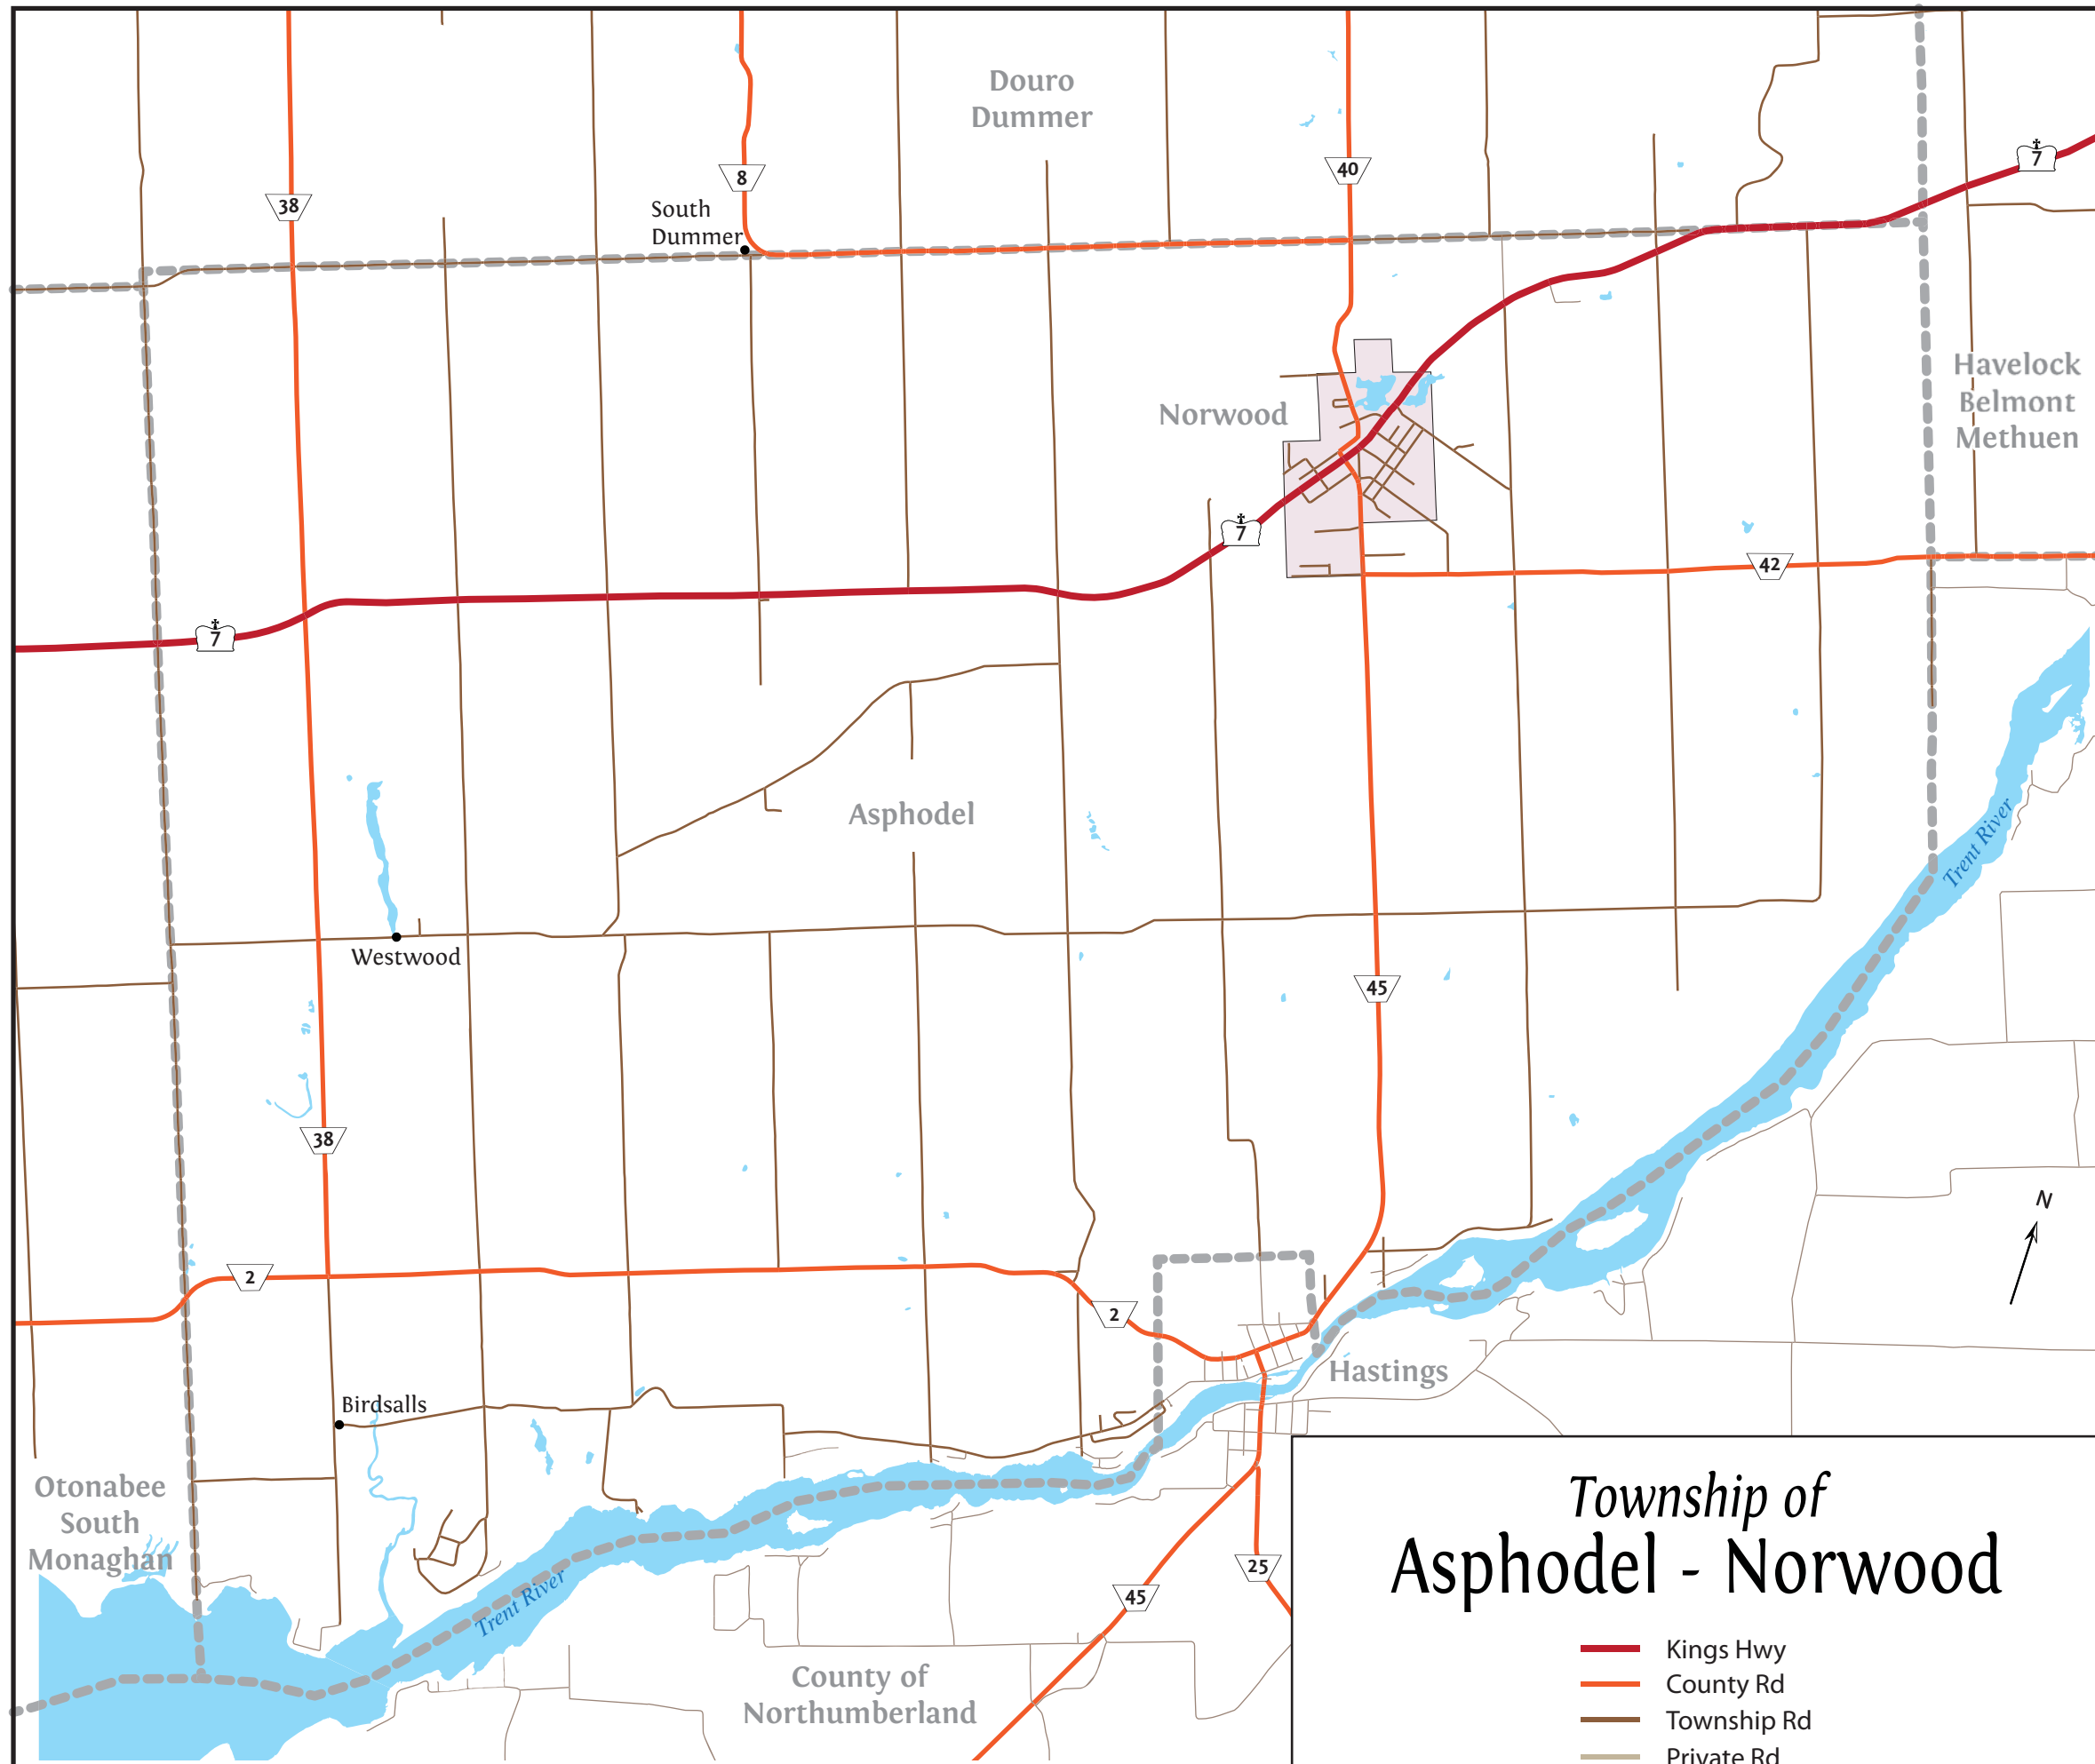 Douro
Dummer
38
8
40
7
South
Dummer
Havelock
Belmont
Methuen
Norwood
7
42
7
Asphodel
Trent River
Westwood
45
38
N
2
2
Hastings
Birdsalls
Otonabee
South
Monaghan
Trent River
45
25
County of
Northumberland
Township of
Asphodel - Norwood
Kings Hwy
County Rd
Township Rd
Private Rd